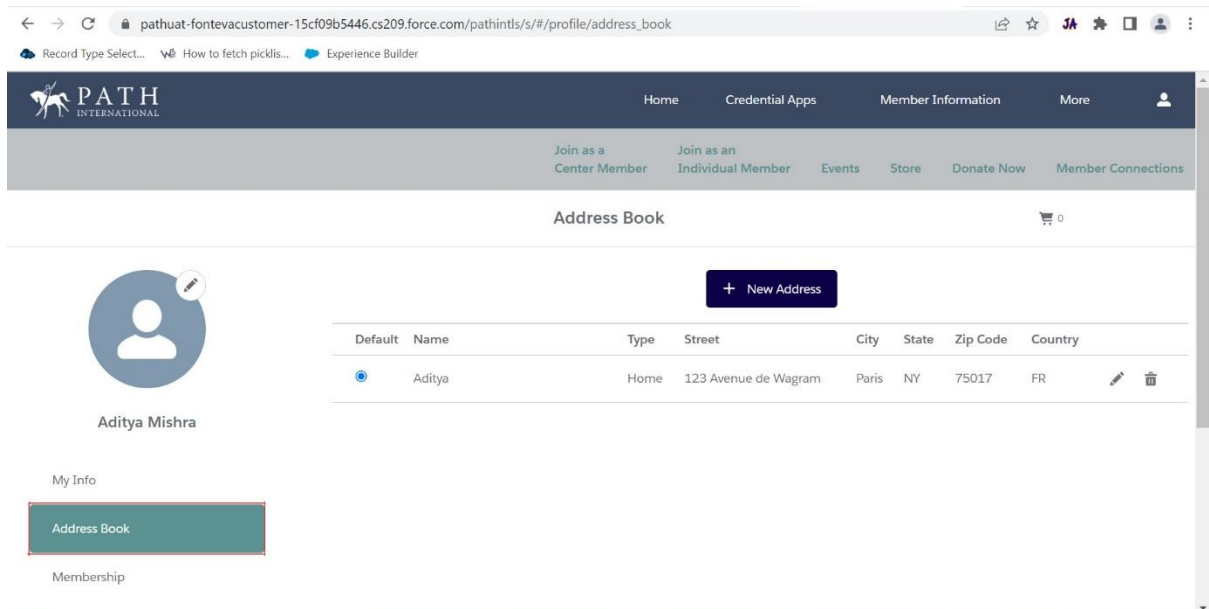 pathuat-fontevacustomer-15cf09b5446.cs209.force.com/pathintls/s/#/profile/address_book
JA
Record Type Select... How to fetch picklis... Experience Builder
PATH
INTERNATIONAL
Home Credential Apps Member Information More
Join as a
Center Member
Join as an
Individual Member
Events Store Donate Now Member Connections
Address Book
0
+ New Address
Default Name Type Street City State Zip Code Country
Aditya Home 123 Avenue de Wagram Paris NY 75017 FR
Aditya Mishra
My Info
Address Book
Membership